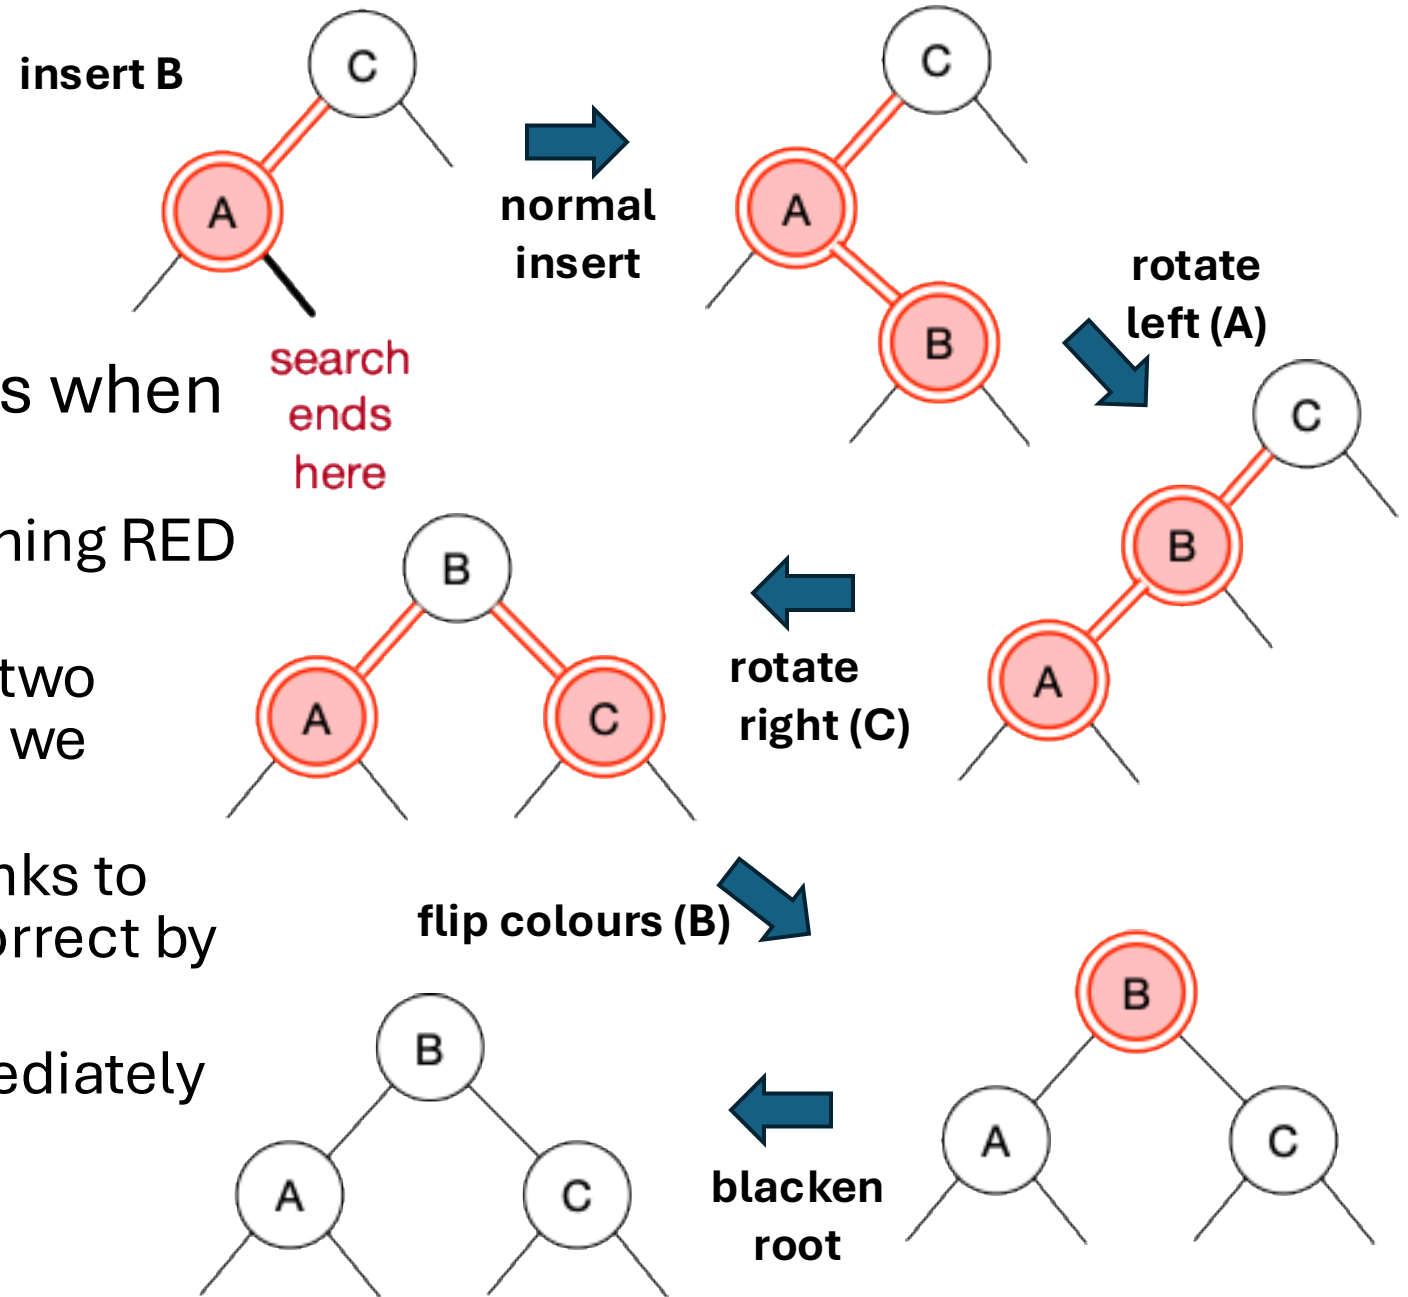 insert B
C
A
search
ends
here
normal
insert
C
A
B
rotate
left (A)
C
B
A
s when
ning RED
two
we
nks to
orrect by
ediately
rotate
right (C)
B
A
C
flip colours (B)
B
A
C
blacken
root
B
A
C